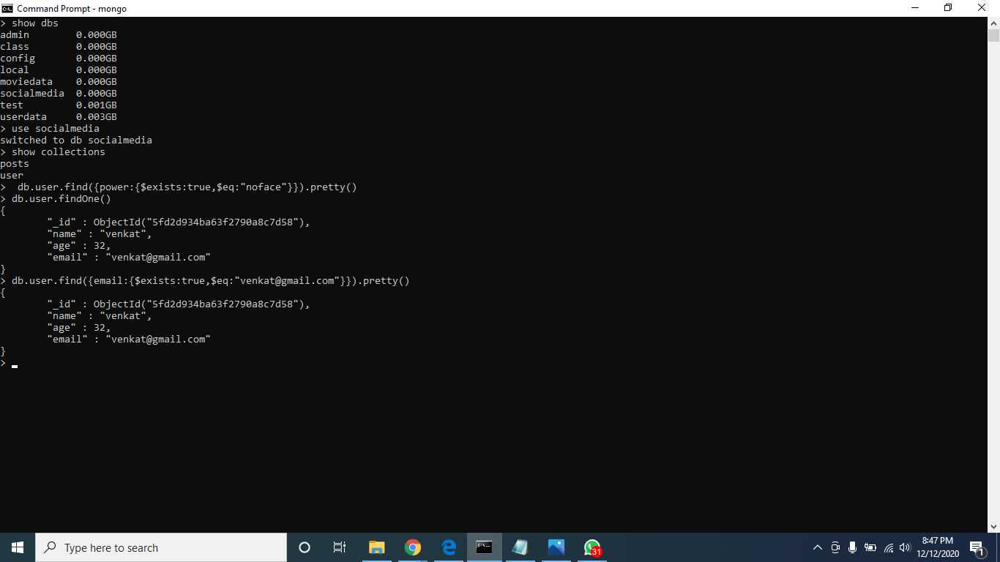 Command Prompt - mongo
> show dbs
admin       0.000GB
class       0.000GB
config      0.000GB
local       0.000GB
moviedata   0.000GB
socialmedia  0.000GB
test        0.001GB
userdata    0.003GB
> use socialmedia
switched to db socialmedia
> show collections
posts
user
>  db.user.find({power:{$exists:true,$eq:"noface"}}).pretty()
> db.user.findOne()
{
        "_id" : ObjectId("5fd2d934ba63f2790a8c7d58"),
        "name" : "venkat",
        "age" : 32,
        "email" : "venkat@gmail.com"
}
> db.user.find({email:{$exists:true,$eq:"venkat@gmail.com"}}).pretty()
{
        "_id" : ObjectId("5fd2d934ba63f2790a8c7d58"),
        "name" : "venkat",
        "age" : 32,
        "email" : "venkat@gmail.com"
}
>
Type here to search
31
8:47 PM
12/12/2020
1